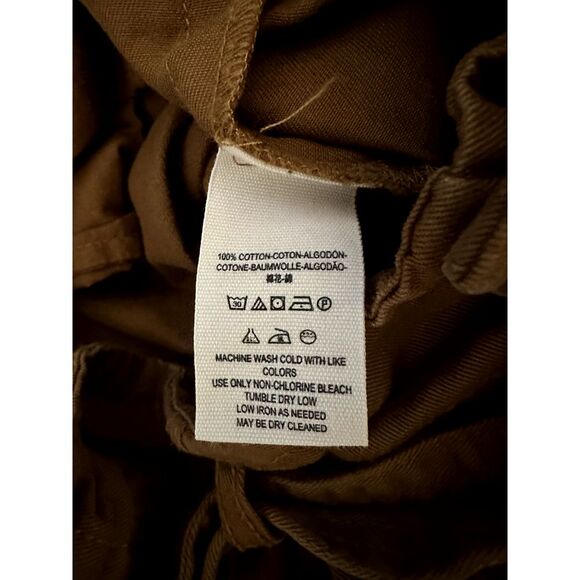 100% COTTON-COTON-ALGODÓN-
COTONE-BAUMWOLLE-ALGODÃO-
棉花-綿
30 P
MACHINE WASH COLD WITH LIKE
COLORS
USE ONLY NON-CHLORINE BLEACH
TUMBLE DRY LOW
LOW IRON AS NEEDED
MAY BE DRY CLEANED